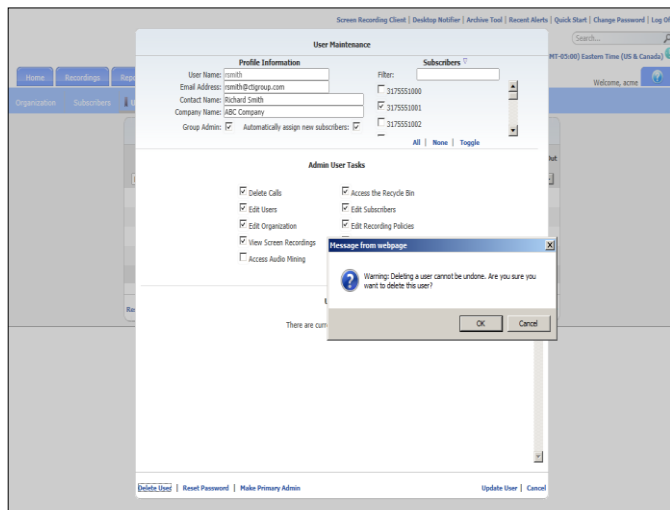 Screen Recording Client | Desktop Notifier | Archive Tool | Recent Alerts | Quick Start | Change Password | Log Of
Search...
MT-05:00) Eastern Time (US & Canada)
Welcome, acme
Home Recordings Repo
Organization Subscribers U
User Maintenance
Profile Information
User Name: rsmith
Email Address: rsmith@ctigroup.com
Contact Name: Richard Smith
Company Name: ABC Company
Group Admin: Automatically assign new subscribers:
Subscribers
Filter:
3175551000
3175551001
3175551002
All | None | Toggle
Admin User Tasks
Delete Calls Access the Recycle Bin
Edit Users Edit Subscribers
Edit Organization Edit Recording Policies
View Screen Recordings
Access Audio Mining
Message from webpage
Warning: Deleting a user cannot be undone. Are you sure you
want to delete this user?
OK Cancel
U
There are curr
Re
Delete User | Reset Password | Make Primary Admin
Update User | Cancel